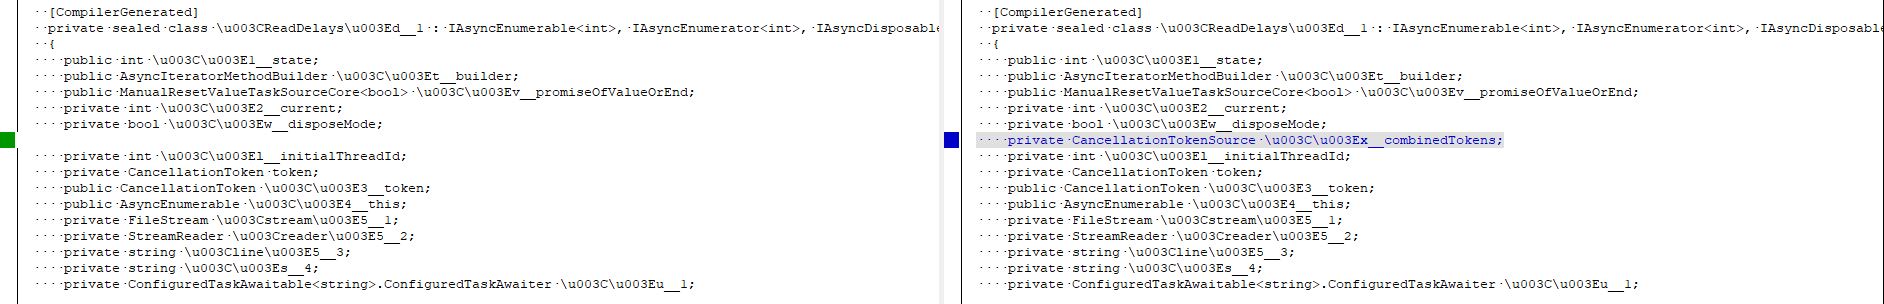 [CompilerGenerated]
private sealed class \u003CReadDelays\u003Ed__1 : IAsyncEnumerable<int>, IAsyncEnumerator<int>, IAsyncDisposable
{
public int \u003C\u003E1__state;
public AsyncIteratorMethodBuilder \u003C\u003Et__builder;
public ManualResetValueTaskSourceCore<bool> \u003C\u003Ev__promiseOfValueOrEnd;
private int \u003C\u003E2__current;
private bool \u003C\u003Ew__disposeMode;
private int \u003C\u003El__initialThreadId;
private CancellationToken token;
public CancellationToken \u003C\u003E3__token;
public AsyncEnumerable \u003C\u003E4__this;
private FileStream \u003Cstream\u003E5__1;
private StreamReader \u003Creader\u003E5__2;
private string \u003Cline\u003E5__3;
private string \u003C\u003Es__4;
private ConfiguredTaskAwaitable<string>.ConfiguredTaskAwaiter \u003C\u003Eu__1;
[CompilerGenerated]
private sealed class \u003CReadDelays\u003Ed__1 : IAsyncEnumerable<int>, IAsyncEnumerator<int>, IAsyncDisposable
{
public int \u003C\u003E1__state;
public AsyncIteratorMethodBuilder \u003C\u003Et__builder;
public ManualResetValueTaskSourceCore<bool> \u003C\u003Ev__promiseOfValueOrEnd;
private int \u003C\u003E2__current;
private bool \u003C\u003Ew__disposeMode;
private CancellationTokenSource \u003C\u003Ex__combinedTokens;
private int \u003C\u003El__initialThreadId;
private CancellationToken token;
public CancellationToken \u003C\u003E3__token;
public AsyncEnumerable \u003C\u003E4__this;
private FileStream \u003Cstream\u003E5__1;
private StreamReader \u003Creader\u003E5__2;
private string \u003Cline\u003E5__3;
private string \u003C\u003Es__4;
private ConfiguredTaskAwaitable<string>.ConfiguredTaskAwaiter \u003C\u003Eu__1;